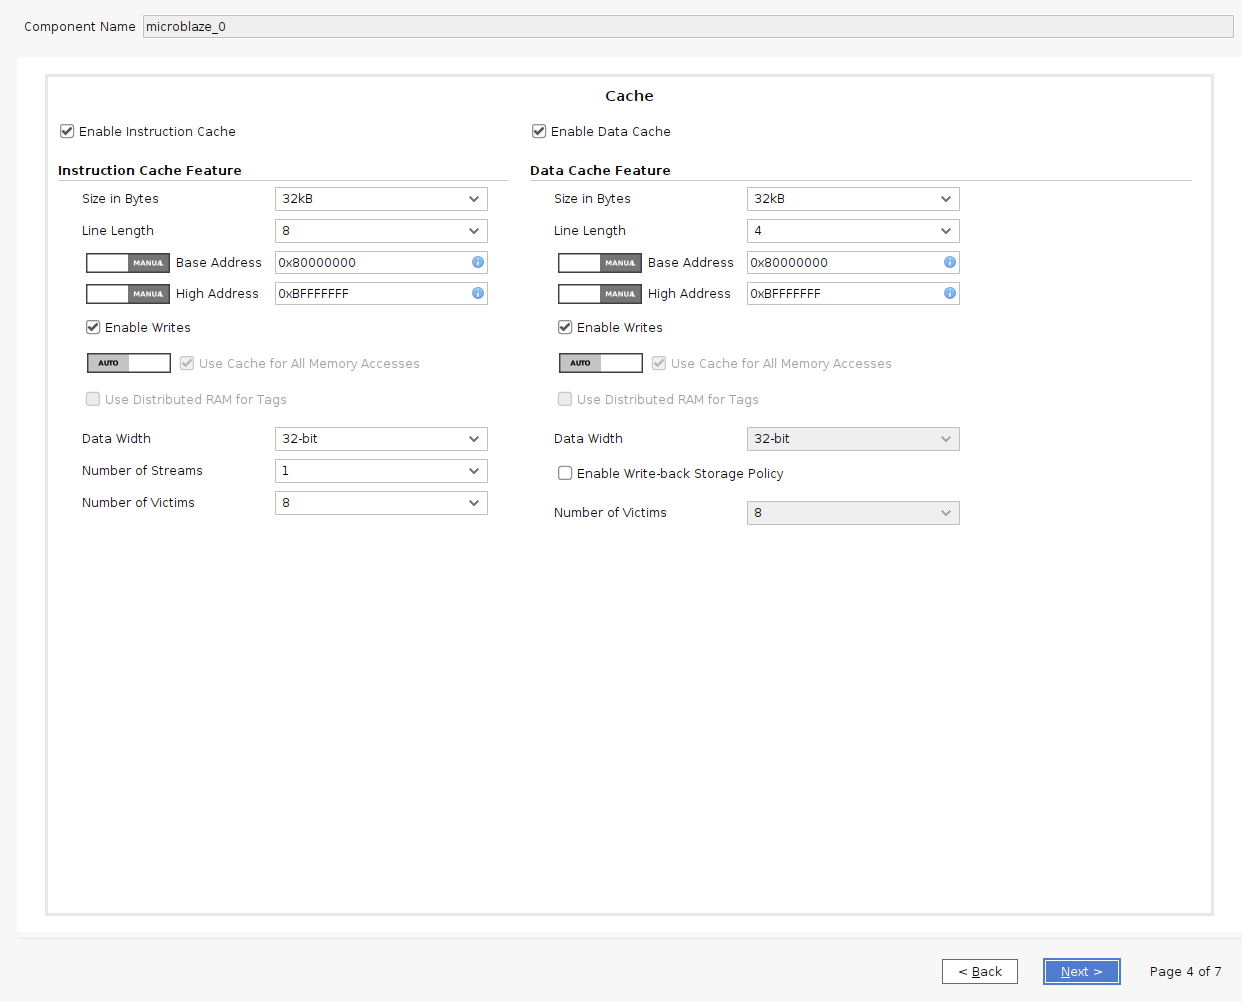 Component Name microblaze_0
Cache
Enable Instruction Cache
Enable Data Cache
Instruction Cache Feature
Size in Bytes 32kB
Line Length 8
MANUAL Base Address 0x80000000
MANUAL High Address 0xBFFFFFFF
Enable Writes
AUTO Use Cache for All Memory Accesses
Use Distributed RAM for Tags
Data Width 32-bit
Number of Streams 1
Number of Victims 8
Data Cache Feature
Size in Bytes 32kB
Line Length 4
MANUAL Base Address 0x80000000
MANUAL High Address 0xBFFFFFFF
Enable Writes
AUTO Use Cache for All Memory Accesses
Use Distributed RAM for Tags
Data Width 32-bit
Enable Write-back Storage Policy
Number of Victims 8
< Back Next > Page 4 of 7